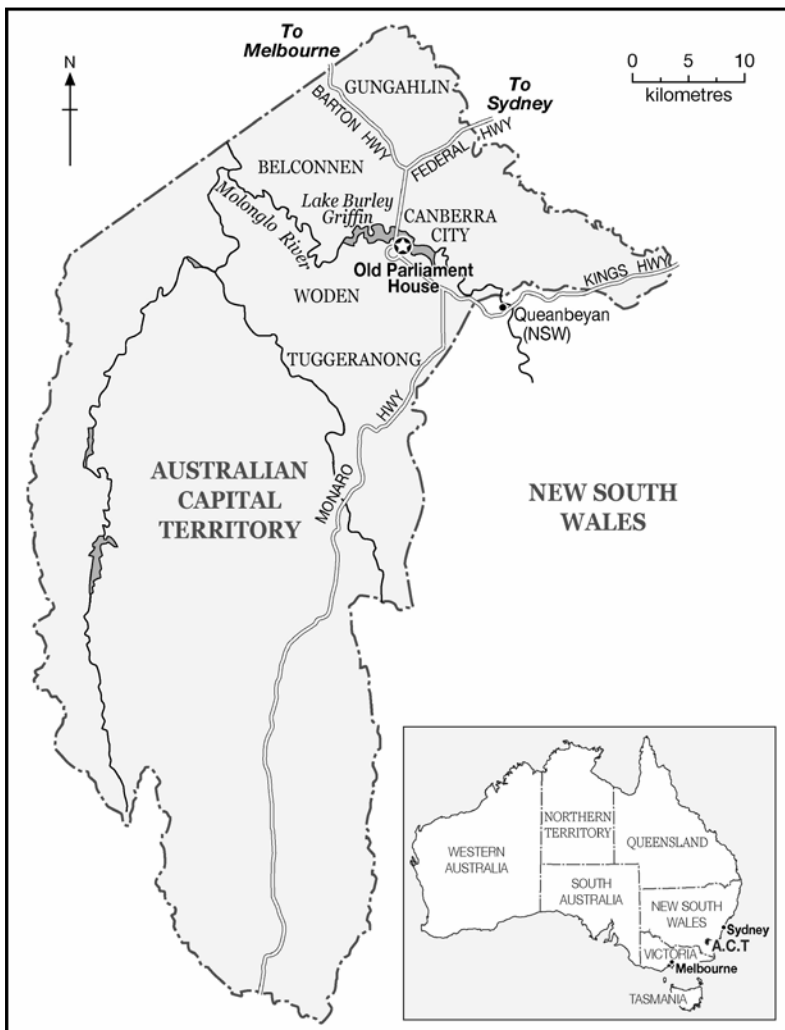 To
Melbourne
N
GUNGAHLIN
To
Sydney
0 5 10
kilometres
BARTON HWY
FEDERAL HWY
BELCONNEN
Molonglo River
Lake Burley
Griffin
CANBERRA
CITY
Old Parliament
House
KINGS HWY
WODEN
Queanbeyan
(NSW)
TUGGERANONG
MONARO HWY
AUSTRALIAN
CAPITAL
TERRITORY
NEW SOUTH
WALES
NORTHERN
TERRITORY
QUEENSLAND
WESTERN
AUSTRALIA
SOUTH
AUSTRALIA
NEW SOUTH
WALES
Sydney
A.C.T
VICTORIA
Melbourne
TASMANIA